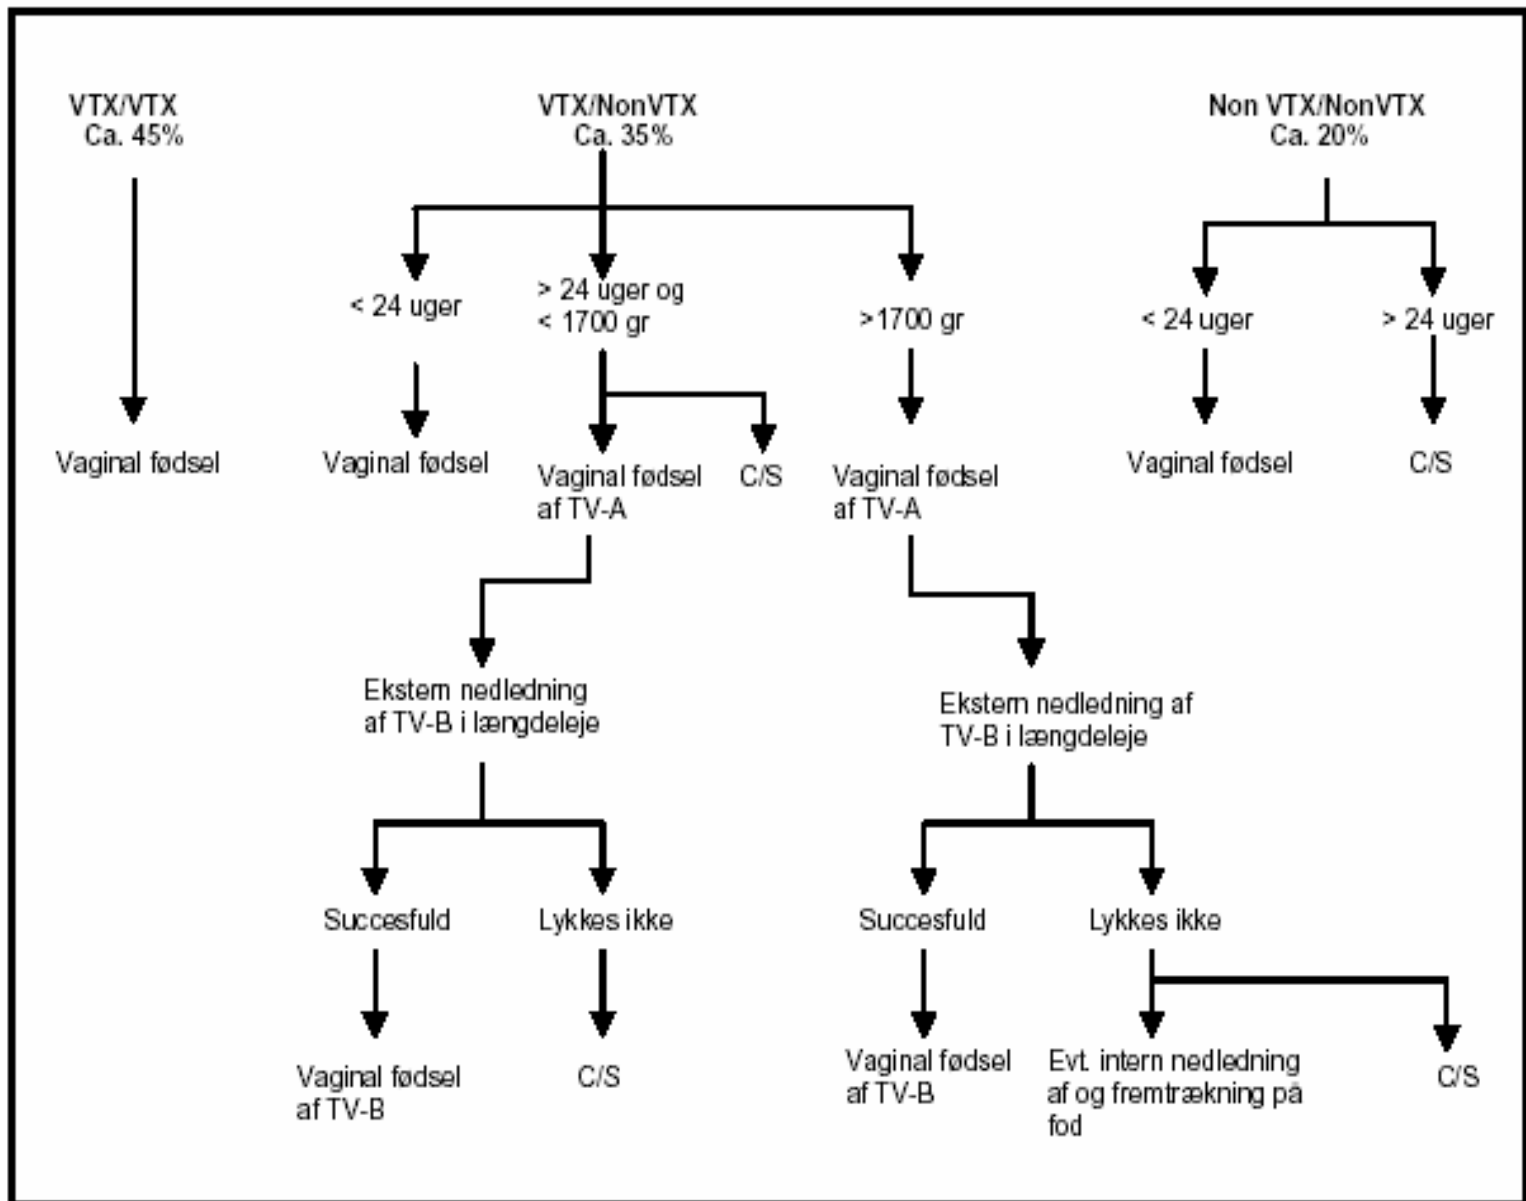 VTX/VTX
Ca. 45%
VTX/NonVTX
Ca. 35%
Non VTX/NonVTX
Ca. 20%
< 24 uger
> 24 uger og
< 1700 gr
>1700 gr
< 24 uger
> 24 uger
Vaginal fødsel
Vaginal fødsel
Vaginal fødsel
af TV-A
C/S
Vaginal fødsel
af TV-A
Vaginal fødsel
C/S
Ekstern nedledning
af TV-B i længdeleje
Ekstern nedledning af
TV-B i længdeleje
Succesfuld
Lykkes ikke
Succesfuld
Lykkes ikke
Vaginal fødsel
af TV-B
C/S
Vaginal fødsel
af TV-B
Evt. intern nedledning
af og fremtrækning på
fod
C/S